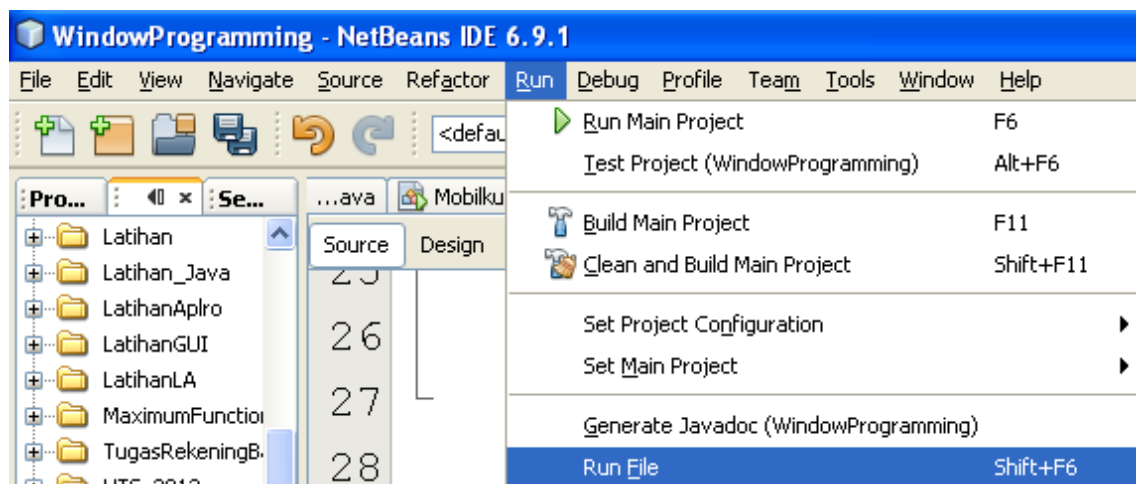 WindowProgramming - NetBeans IDE 6.9.1
File Edit View Navigate Source Refactor Run Debug Profile Team Tools Window Help
<defau
Run Main Project F6
Test Project (WindowProgramming) Alt+F6
Build Main Project F11
Clean and Build Main Project Shift+F11
Set Project Configuration
Set Main Project
Generate Javadoc (WindowProgramming)
Run File Shift+F6
Pro... Se...
Latihan
Latihan_Java
LatihanAplro
LatihanGUI
LatihanLA
MaximumFunction
TugasRekeningB
...ava Mobilku
Source Design
25
26
27
28